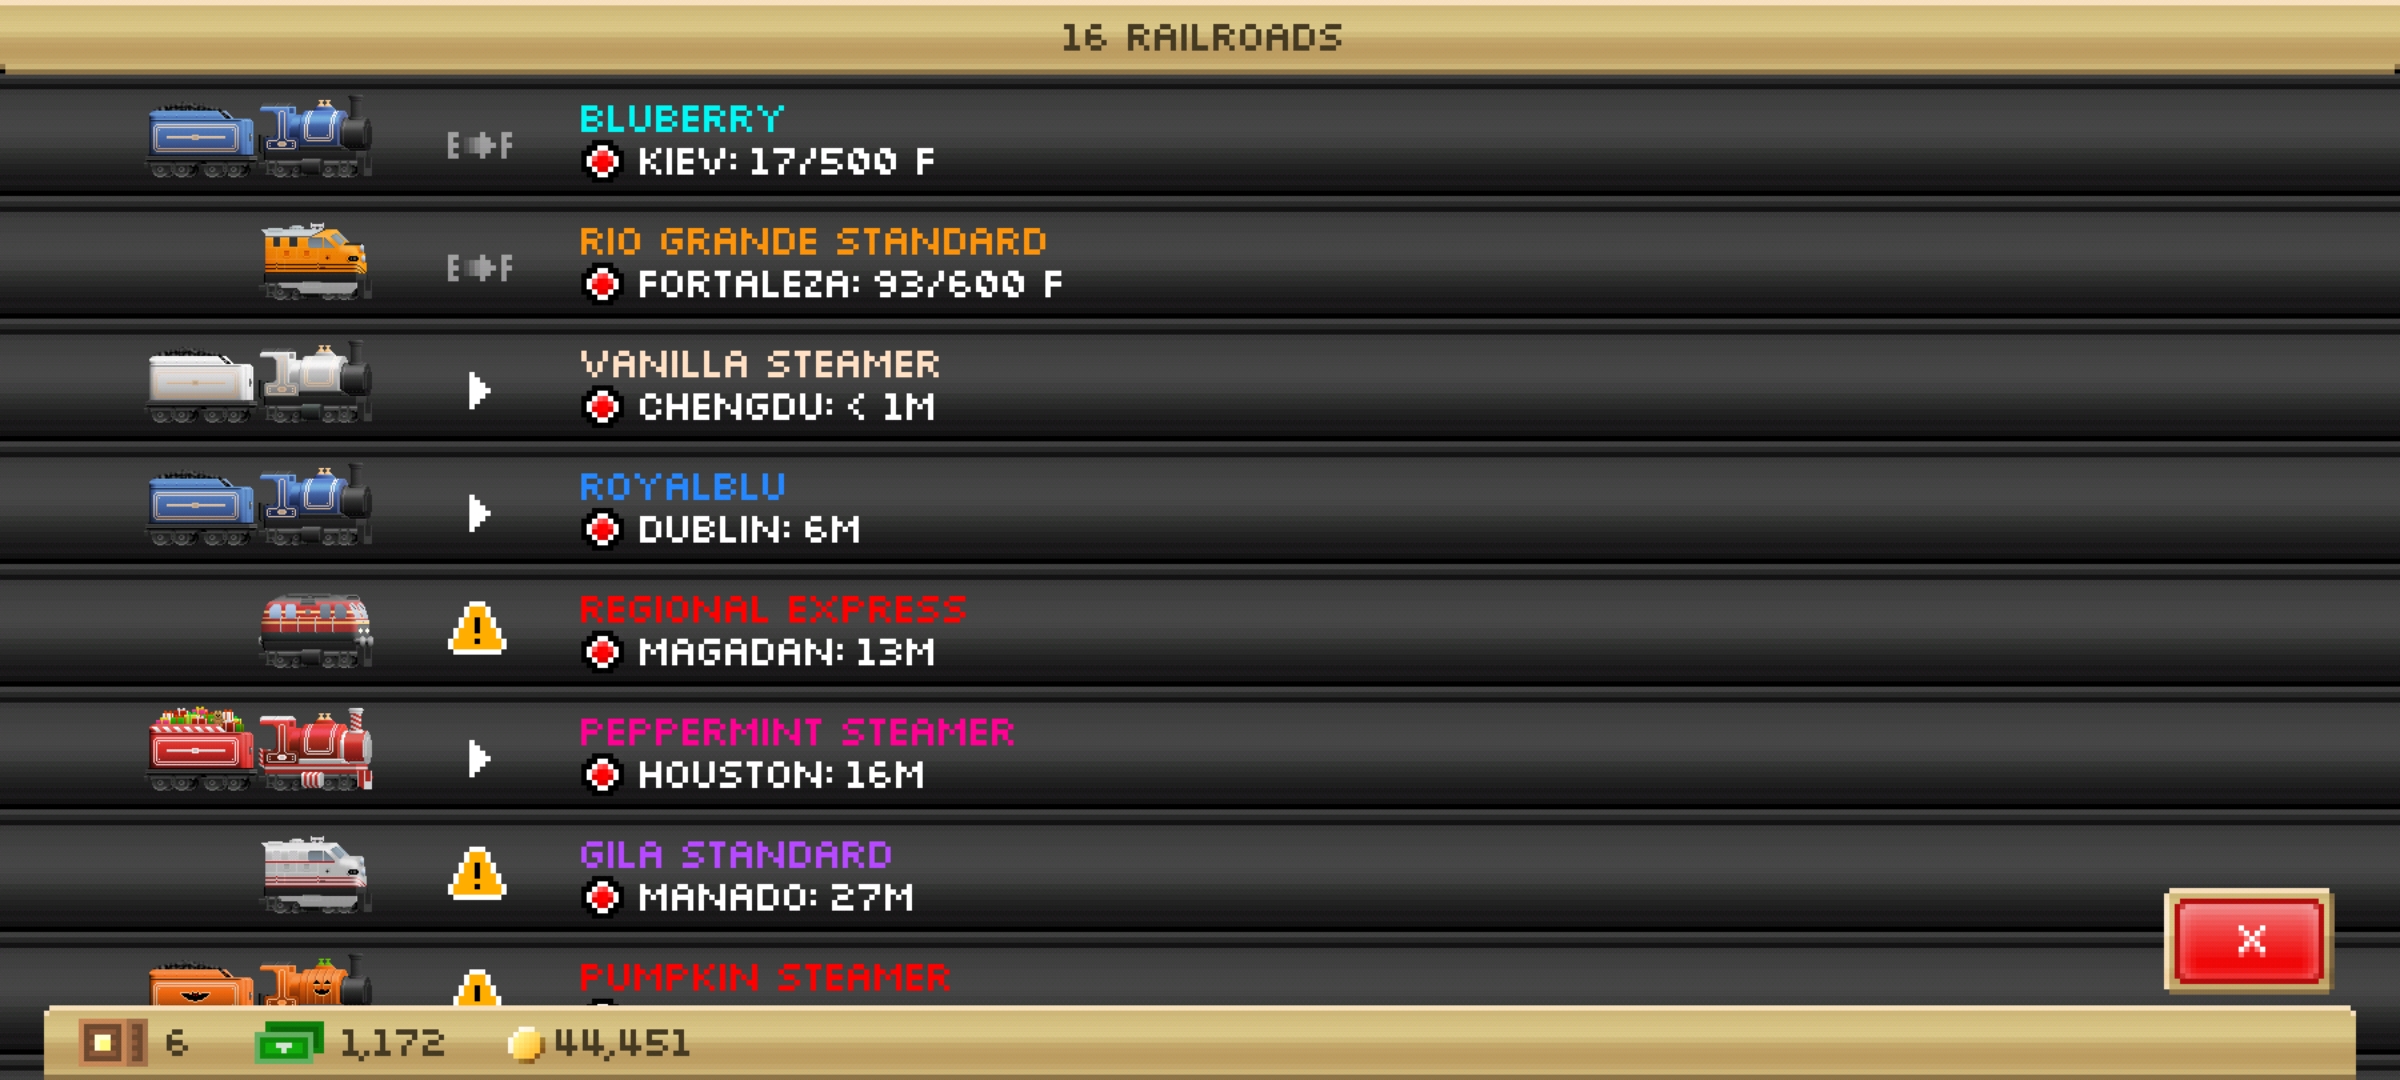 16 RAILROADS
BLUBERRY
E F
KIEV: 17/500 F
RIO GRANDE STANDARD
E F
FORTALEZA: 93/600 F
VANILLA STEAMER
CHENGDU: < 1M
ROYALBLU
DUBLIN: 6M
REGIONAL EXPRESS
!
MAGADAN: 13M
PEPPERMINT STEAMER
HOUSTON: 16M
GILA STANDARD
!
MANADO: 27M
X
PUMPKIN STEAMER
!
6 1,172 44,451